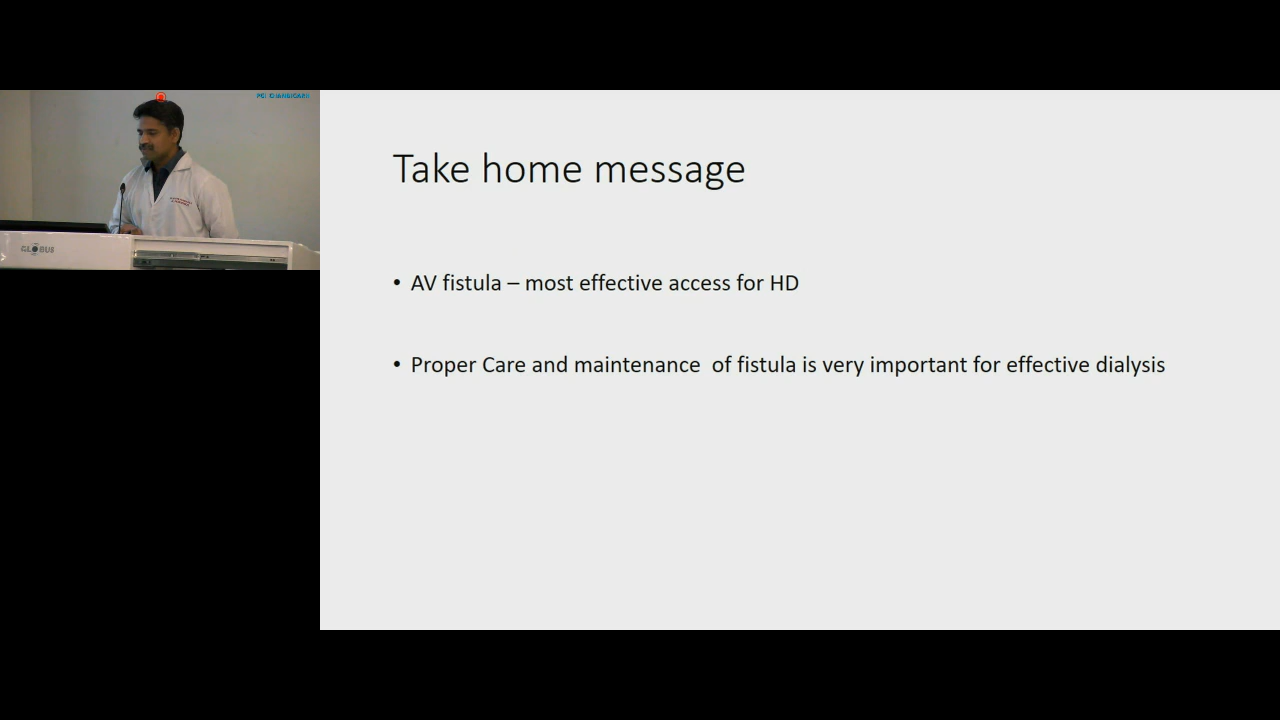 PGI CHANDIGARH
GLOBUS
Take home message
• AV fistula – most effective access for HD
• Proper Care and maintenance  of fistula is very important for effective dialysis